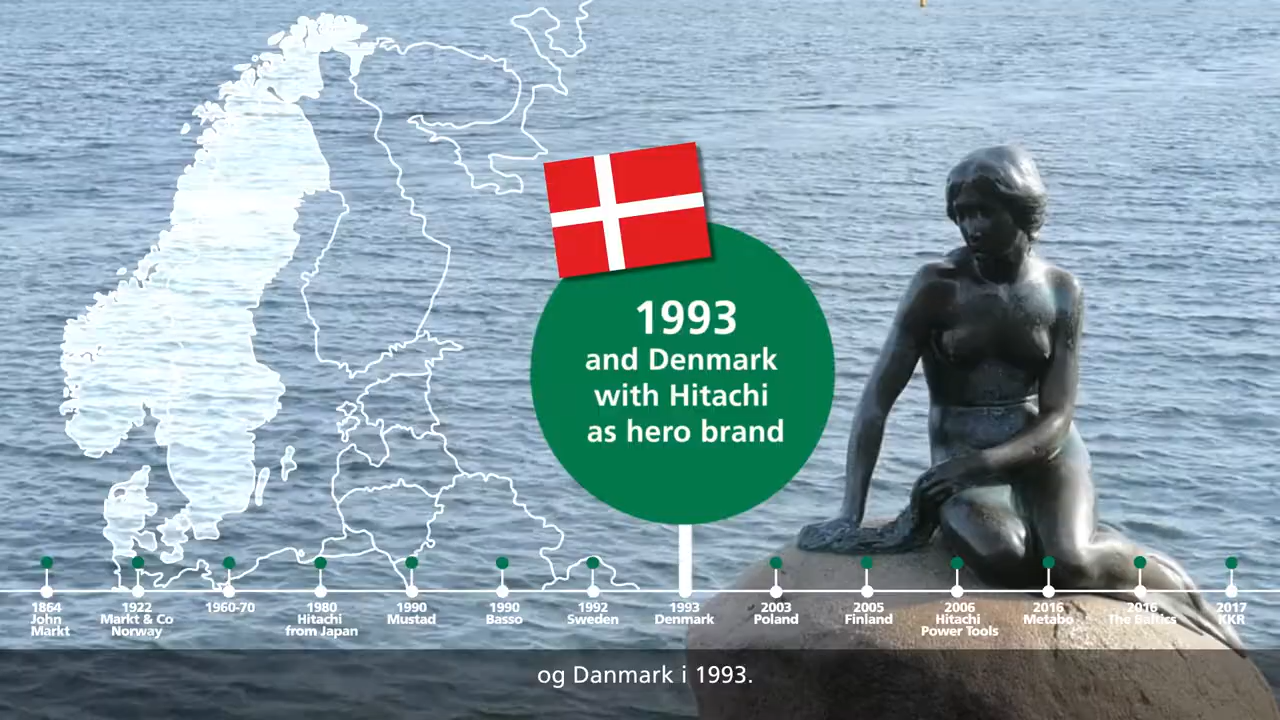 1993
and Denmark
with Hitachi
as hero brand
1864
John
Markt
1922
Markt & Co
Norway
1960-70
1980
Hitachi
from Japan
1990
Mustad
1990
Basso
1992
Sweden
1993
Denmark
2003
Poland
2005
Finland
2006
Hitachi
Power Tools
2016
Metabo
2016
The Baltics
2017
KKR
og Danmark i 1993.